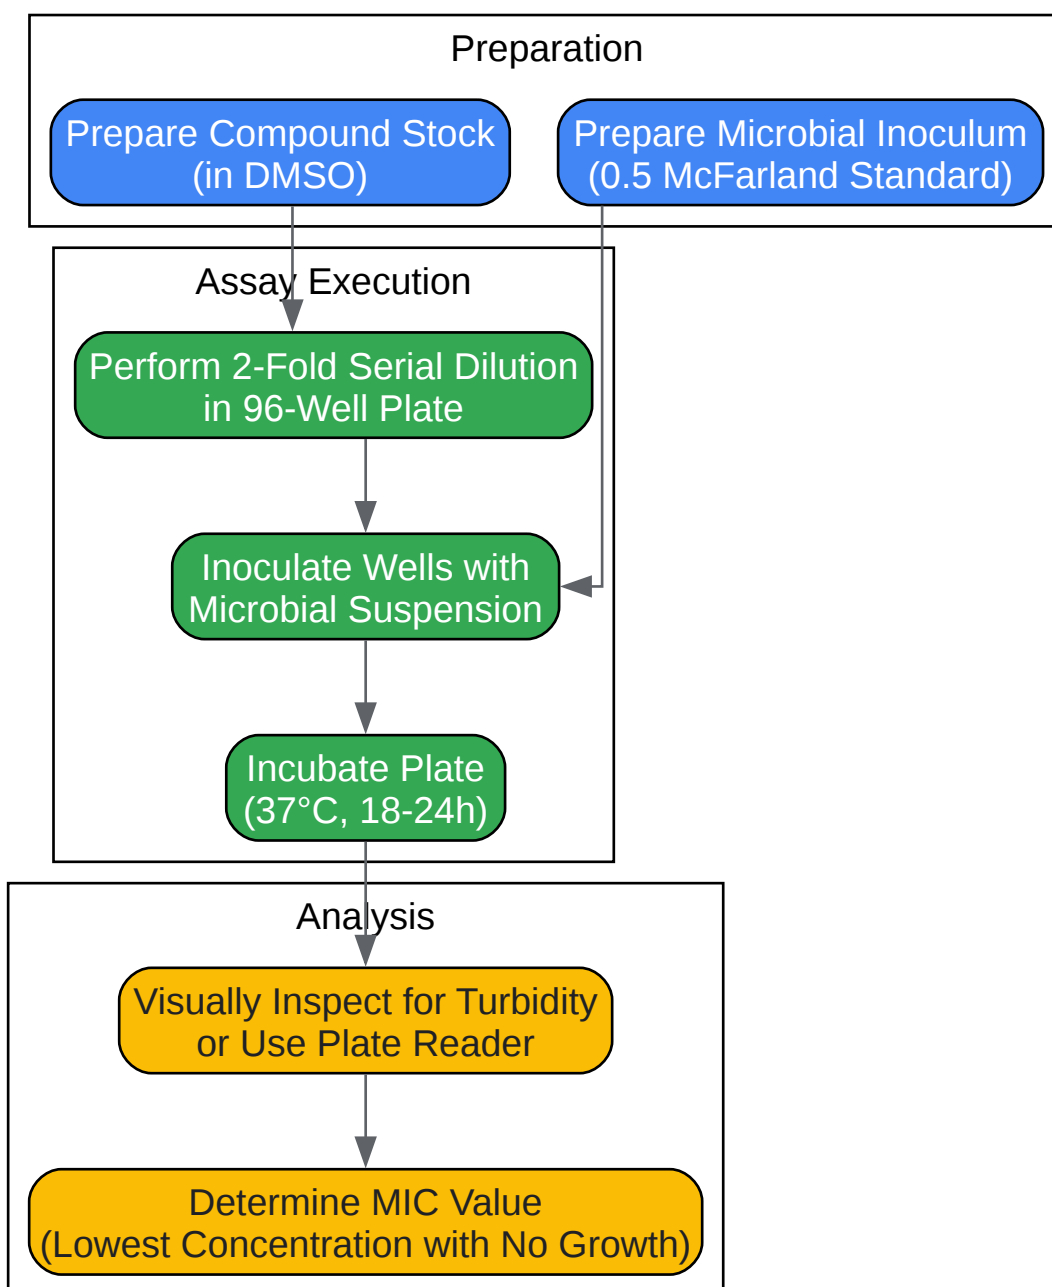 Preparation
Prepare Compound Stock
(in DMSO)
Prepare Microbial Inoculum
(0.5 McFarland Standard)
Assay Execution
Perform 2-Fold Serial Dilution
in 96-Well Plate
Inoculate Wells with
Microbial Suspension
Incubate Plate
(37°C, 18-24h)
Analysis
Visually Inspect for Turbidity
or Use Plate Reader
Determine MIC Value
(Lowest Concentration with No Growth)